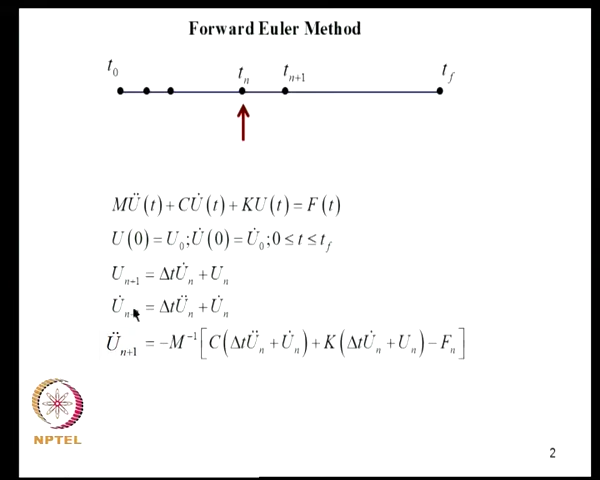 Forward Euler Method
t₀ tₙ tₙ₊₁ t_f
MÜ(t)+CU̇(t)+KU(t)=F(t)
U(0)=U₀;U̇(0)=U̇₀;0≤t≤t_f
Uₙ₊₁ = ΔtU̇ₙ+Uₙ
U̇ₙ₊₁ = ΔtÜₙ+U̇ₙ
Üₙ₊₁ = -M⁻¹[C(ΔtÜₙ+U̇ₙ)+K(ΔtU̇ₙ+Uₙ)-Fₙ]
NPTEL
2